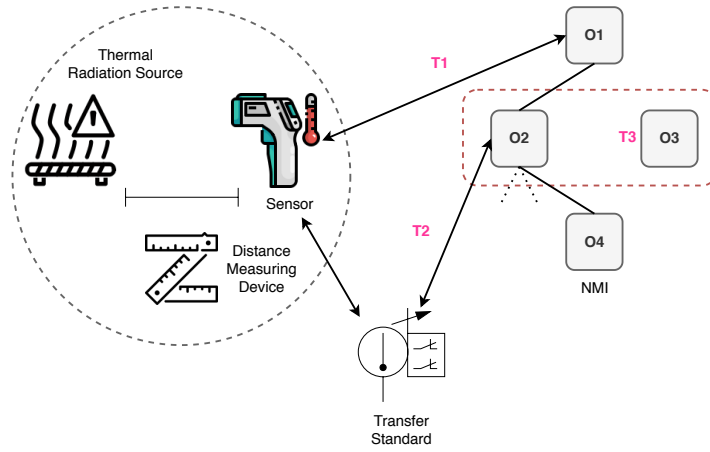 O1
Thermal
Radiation Source
T1
O2
T3
O3
Sensor
T2
O4
Distance
Measuring
Device
NMI
Transfer
Standard